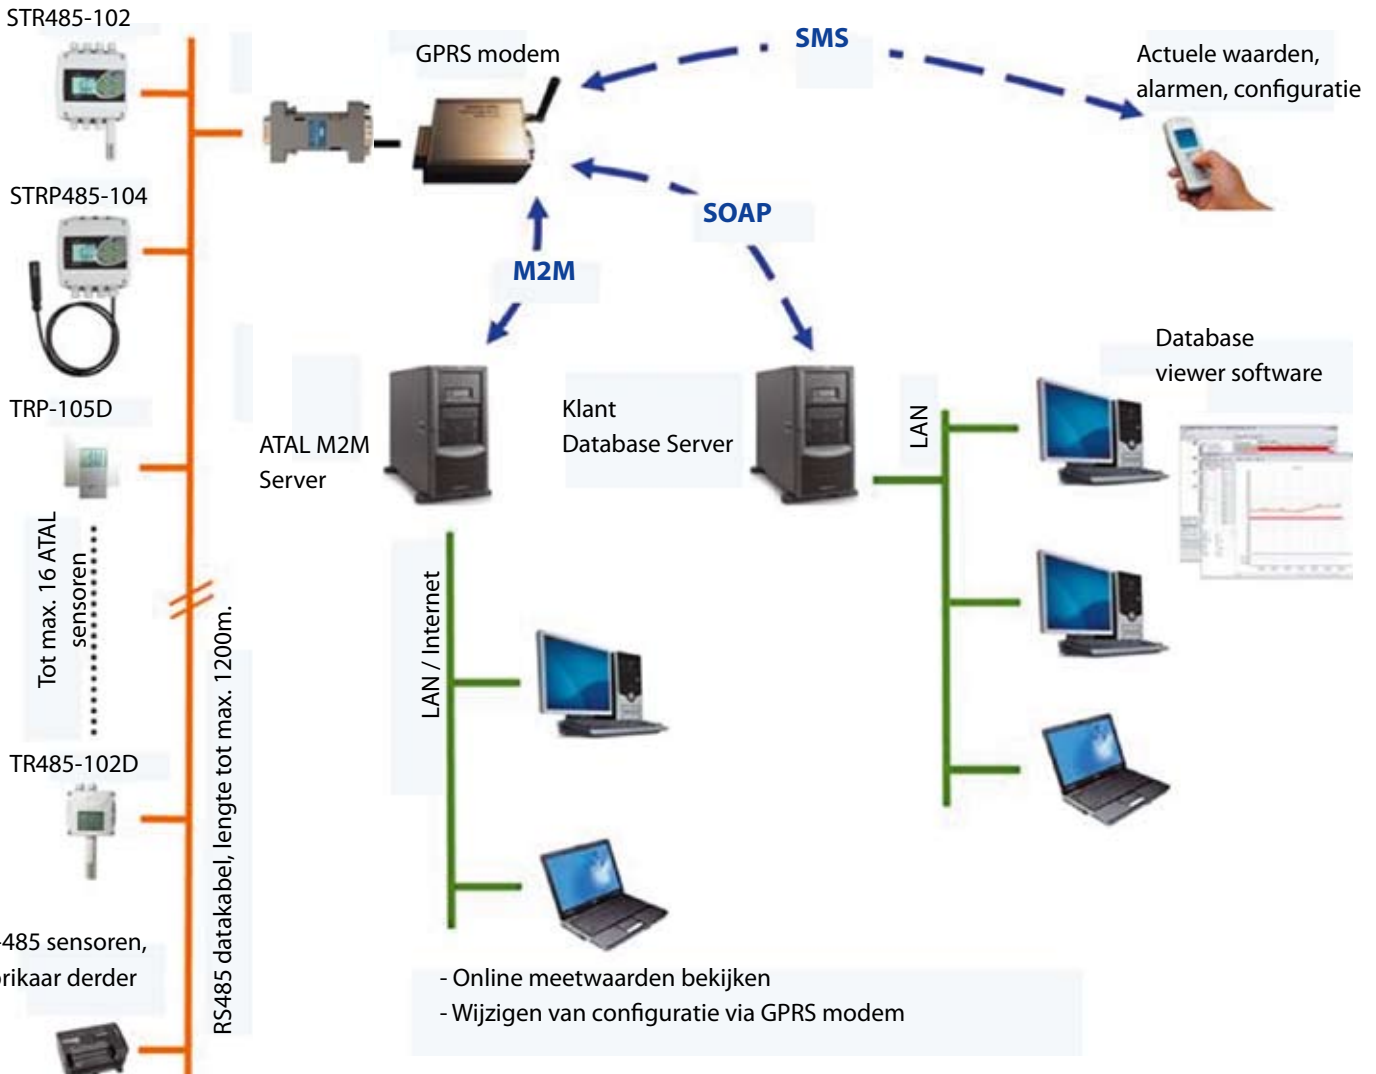 STR485-102
GPRS modem
SMS
Actuele waarden,
alarmen, configuratie
STRP485-104
SOAP
M2M
TRP-105D
ATAL M2M
Server
Klant
Database Server
LAN
Database
viewer software
Tot max. 16 ATAL
sensoren
LAN / Internet
RS485 datakabel, lengte tot max. 1200m.
TR485-102D
-485 sensoren,
rikaar derder
- Online meetwaarden bekijken
- Wijzigen van configuratie via GPRS modem